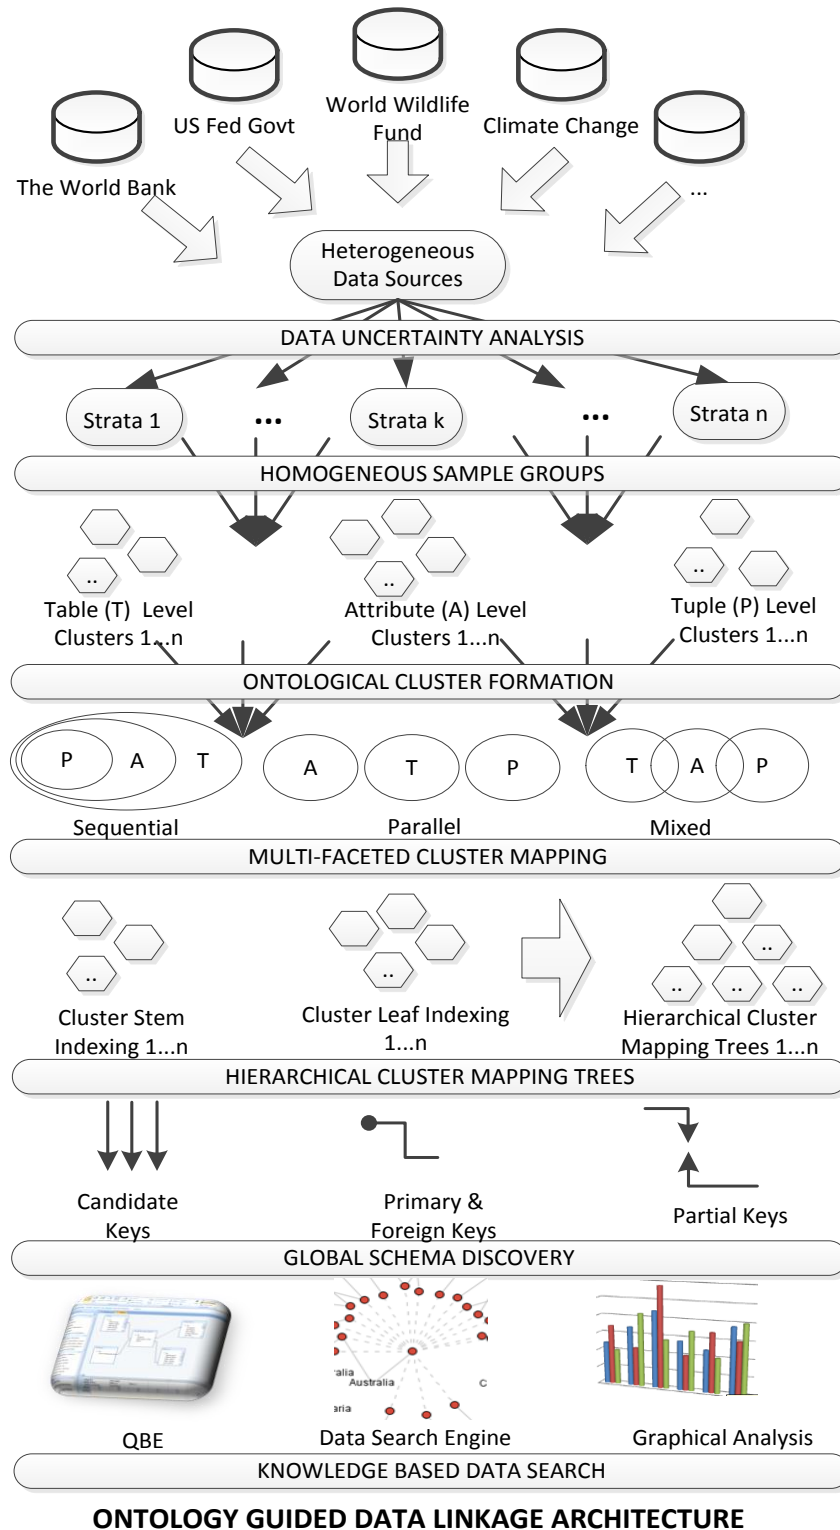 World Wildlife
Fund
US Fed Govt
Climate Change
The World Bank
...
Heterogeneous
Data Sources
DATA UNCERTAINTY ANALYSIS
Strata 1
...
Strata k
...
Strata n
HOMOGENEOUS SAMPLE GROUPS
..
..
..
Table (T) Level
Clusters 1...n
Attribute (A) Level
Clusters 1...n
Tuple (P) Level
Clusters 1...n
ONTOLOGICAL CLUSTER FORMATION
P A T
A T P
T A P
Sequential
Parallel
Mixed
MULTI-FACETED CLUSTER MAPPING
..
..
..
.. .. ..
Cluster Stem
Indexing 1...n
Cluster Leaf Indexing
1...n
Hierarchical Cluster
Mapping Trees 1...n
HIERARCHICAL CLUSTER MAPPING TREES
Candidate
Keys
Primary &
Foreign Keys
Partial Keys
GLOBAL SCHEMA DISCOVERY
ralia
Australia
C
aria
QBE
Data Search Engine
Graphical Analysis
KNOWLEDGE BASED DATA SEARCH
ONTOLOGY GUIDED DATA LINKAGE ARCHITECTURE